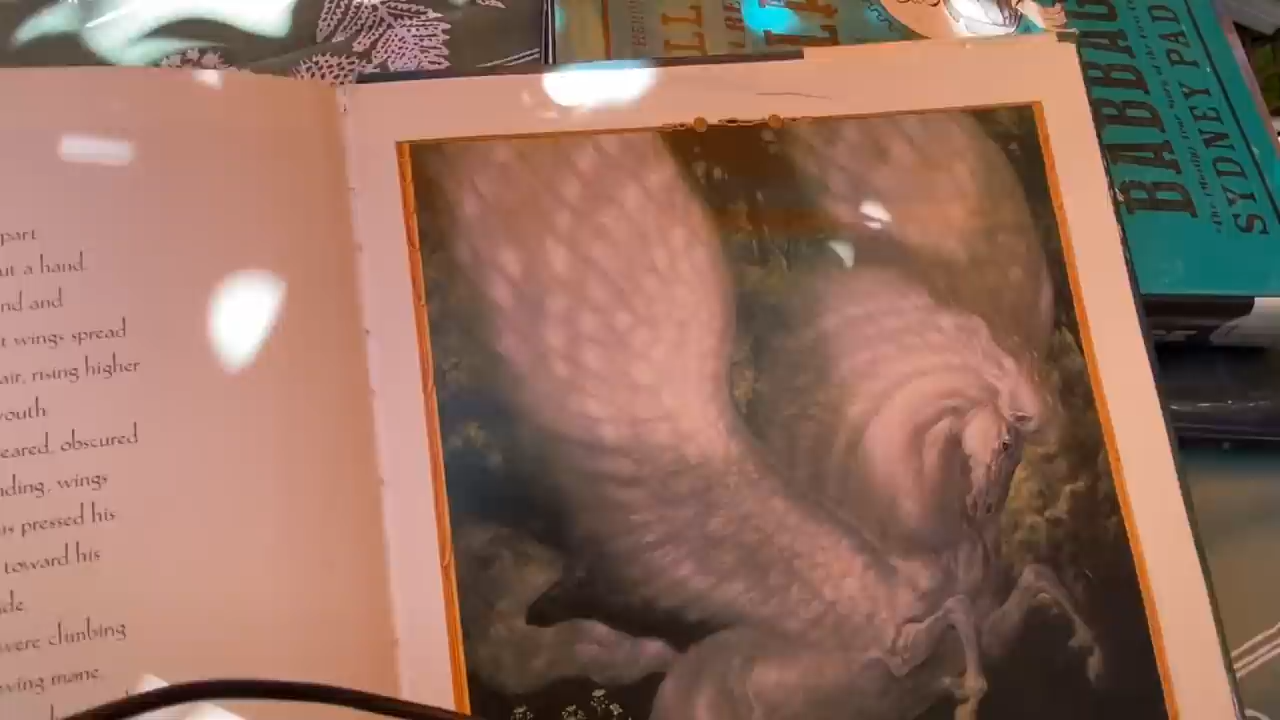 part
ut a hand
nd and
t wings spread
air, rising higher
youth
eared, obscured
nding, wings
is pressed his
toward his
de.
were climbing
ving mane.
BABBAG
SYDNEY PAD